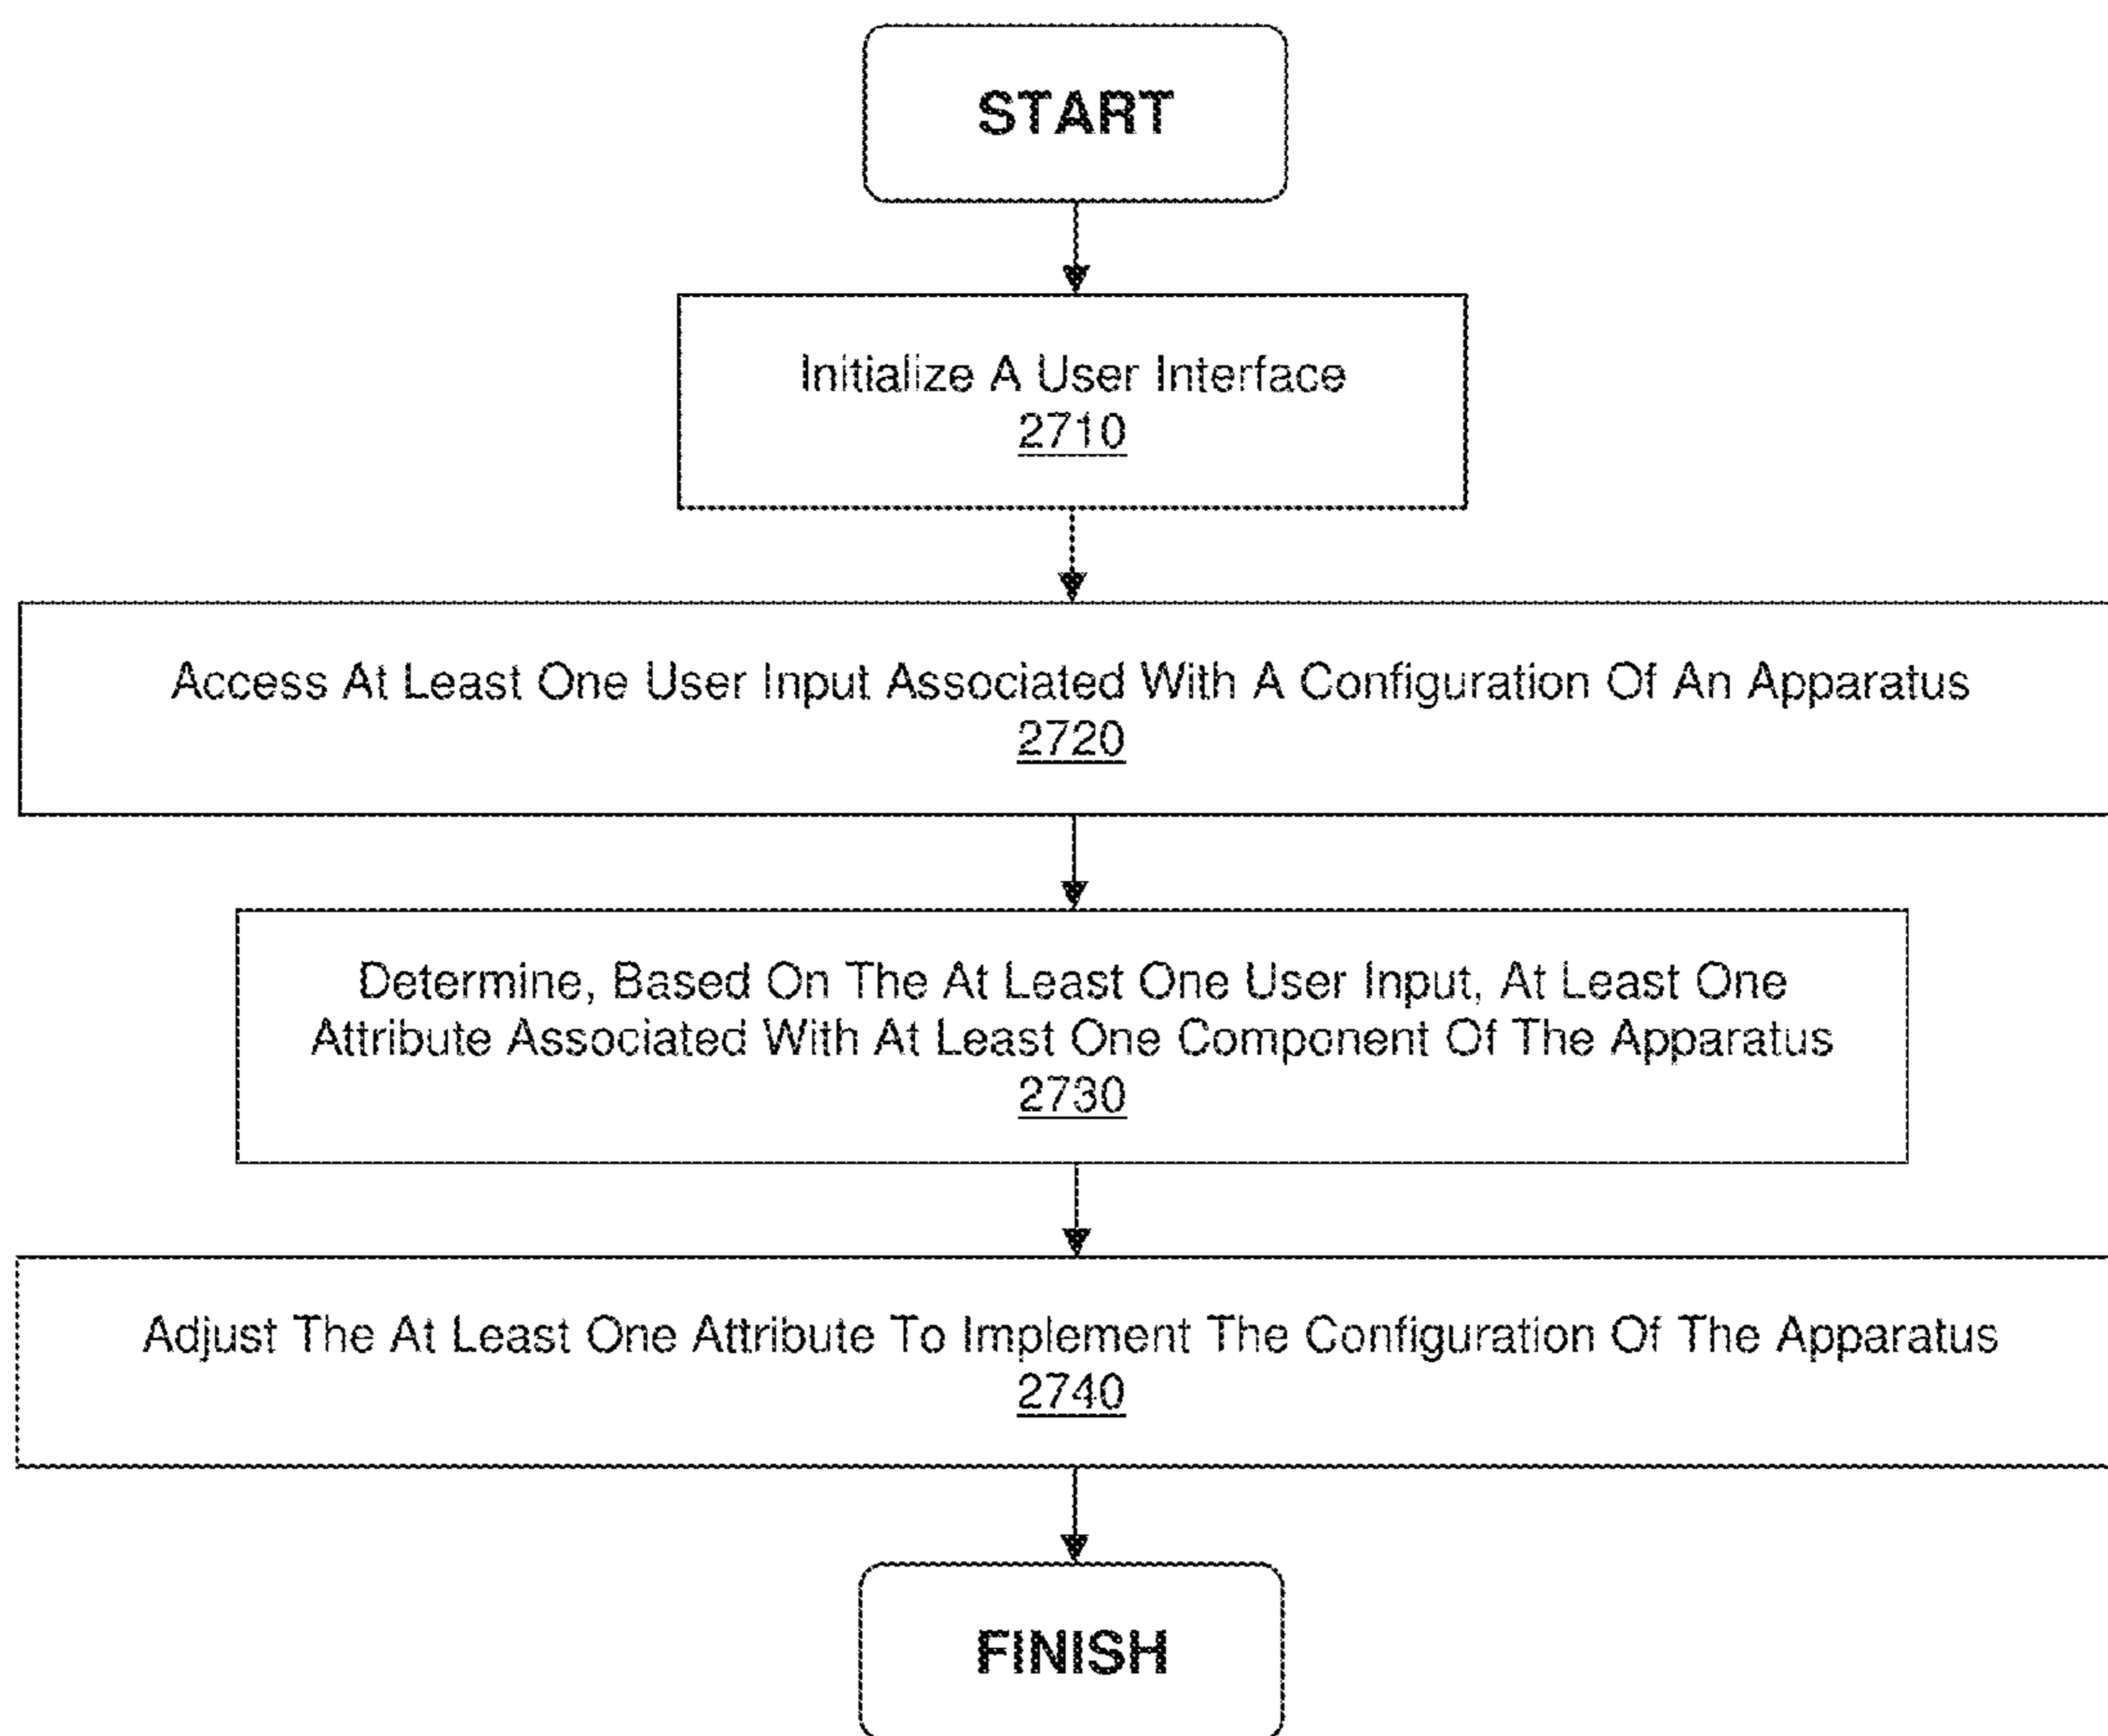 START
Initialize A User Interface
2710
Access At Least One User Input Associated With A Configuration Of An Apparatus
2720
Determine, Based On The At Least One User Input, At Least One
Attribute Associated With At Least One Component Of The Apparatus
2730
Adjust The At Least One Attribute To Implement The Configuration Of The Apparatus
2740
FINISH